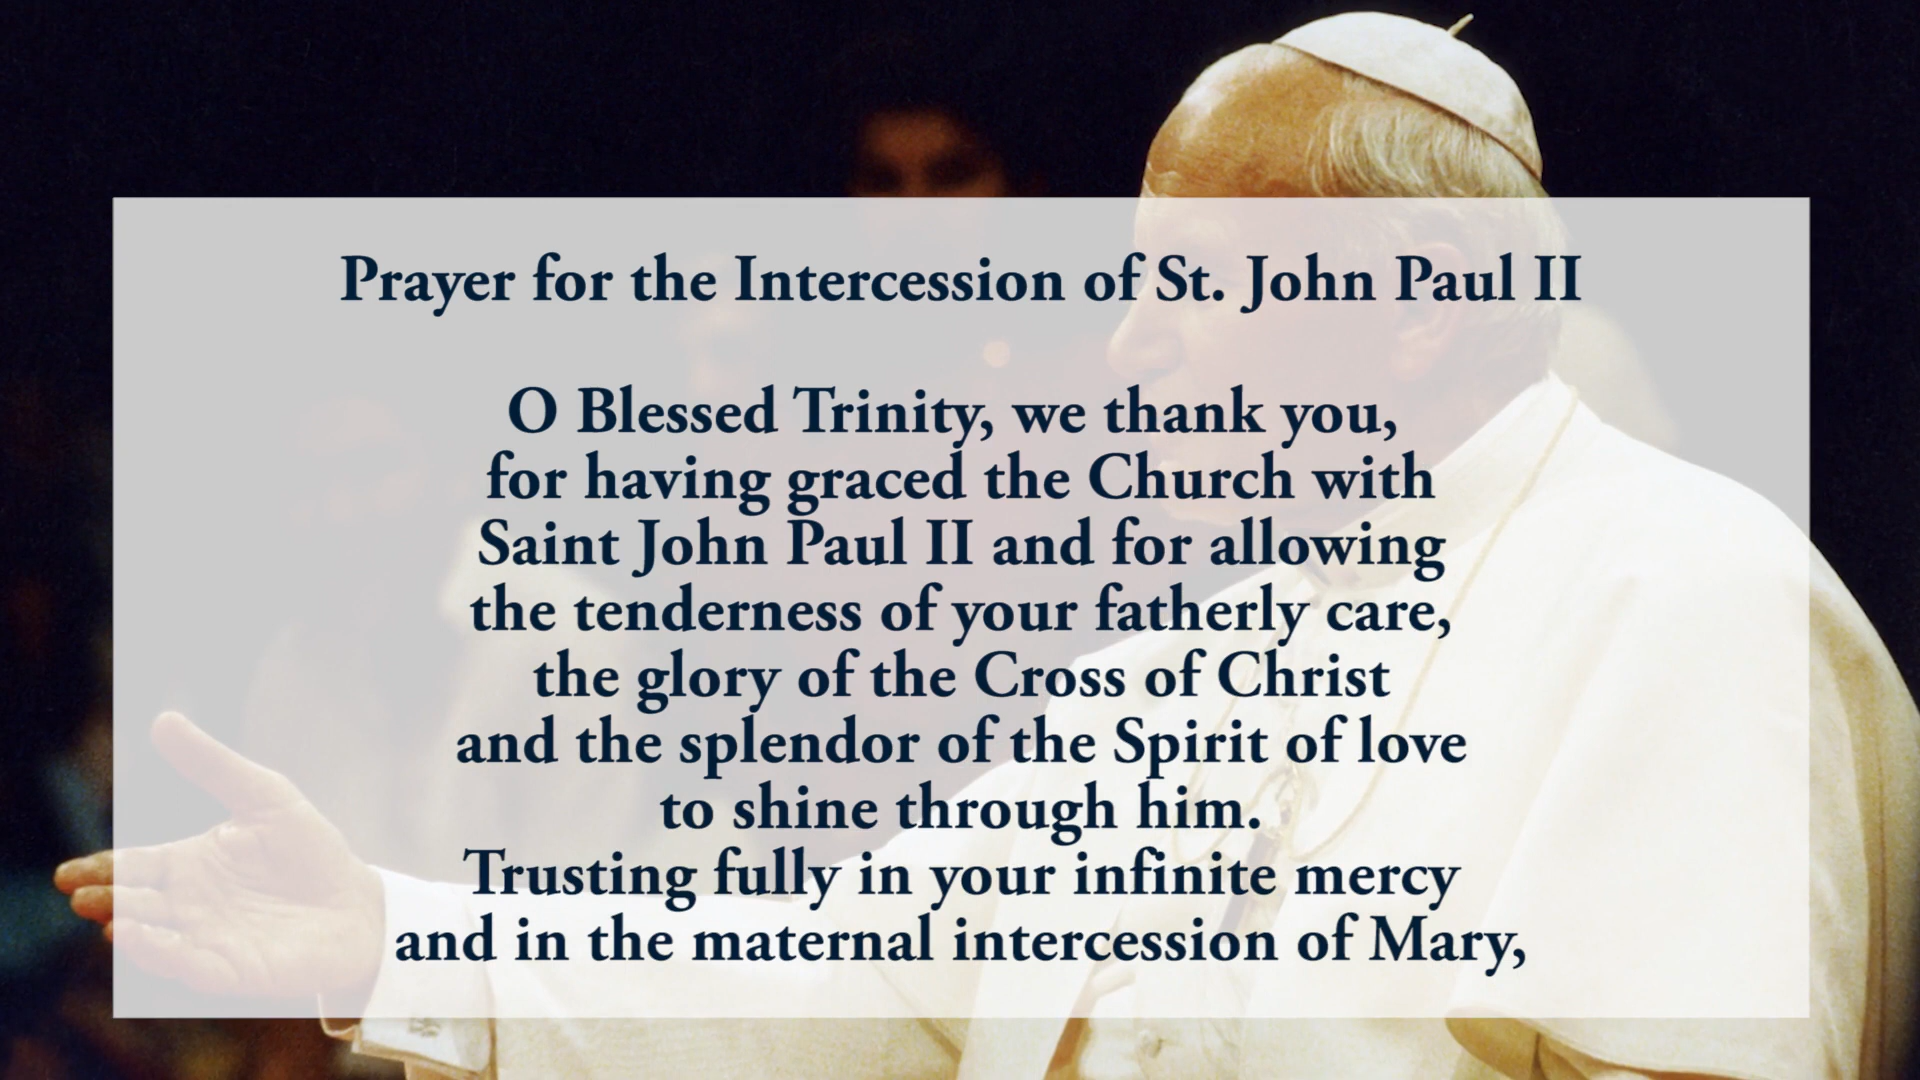 Prayer for the Intercession of St. John Paul II
O Blessed Trinity, we thank you,
for having graced the Church with
Saint John Paul II and for allowing
the tenderness of your fatherly care,
the glory of the Cross of Christ
and the splendor of the Spirit of love
to shine through him.
Trusting fully in your infinite mercy
and in the maternal intercession of Mary,